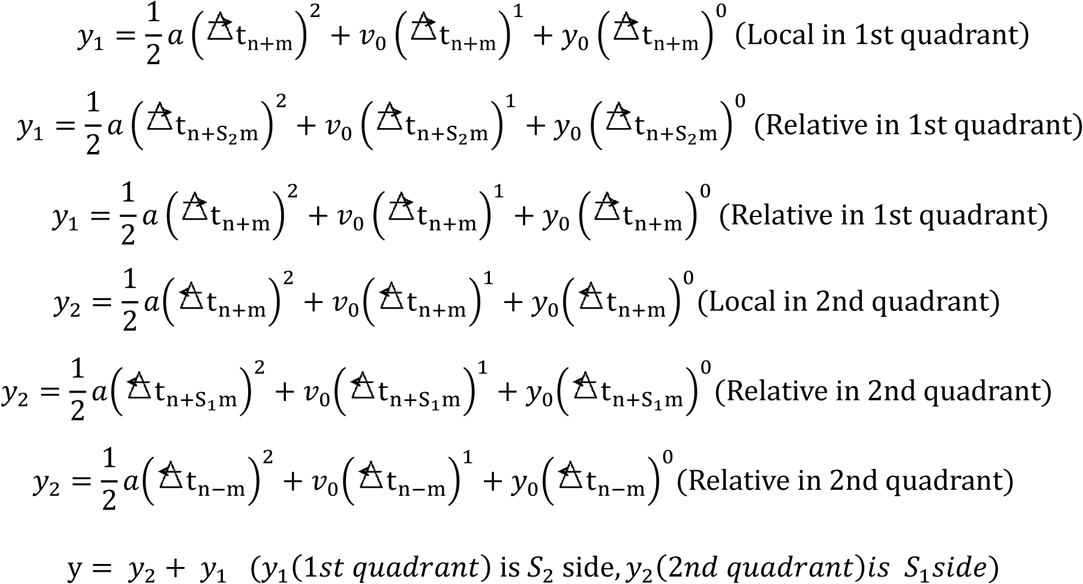 y₁ = 1/2 a (Δ⃗t_{n+m})² + v₀ (Δ⃗t_{n+m})¹ + y₀ (Δ⃗t_{n+m})⁰ (Local in 1st quadrant)
y₁ = 1/2 a (Δ⃗t_{n+S₂m})² + v₀ (Δ⃗t_{n+S₂m})¹ + y₀ (Δ⃗t_{n+S₂m})⁰ (Relative in 1st quadrant)
y₁ = 1/2 a (Δ⃗t_{n+m})² + v₀ (Δ⃗t_{n+m})¹ + y₀ (Δ⃗t_{n+m})⁰ (Relative in 1st quadrant)
y₂ = 1/2 a(Δ⃖t_{n+m})² + v₀(Δ⃖t_{n+m})¹ + y₀(Δ⃖t_{n+m})⁰ (Local in 2nd quadrant)
y₂ = 1/2 a(Δ⃖t_{n+S₁m})² + v₀(Δ⃖t_{n+S₁m})¹ + y₀(Δ⃖t_{n+S₁m})⁰ (Relative in 2nd quadrant)
y₂ = 1/2 a(Δ⃖t_{n−m})² + v₀(Δ⃖t_{n−m})¹ + y₀(Δ⃖t_{n−m})⁰ (Relative in 2nd quadrant)
y = y₂ + y₁ (y₁(1st quadrant) is S₂ side, y₂(2nd quadrant)is S₁side)